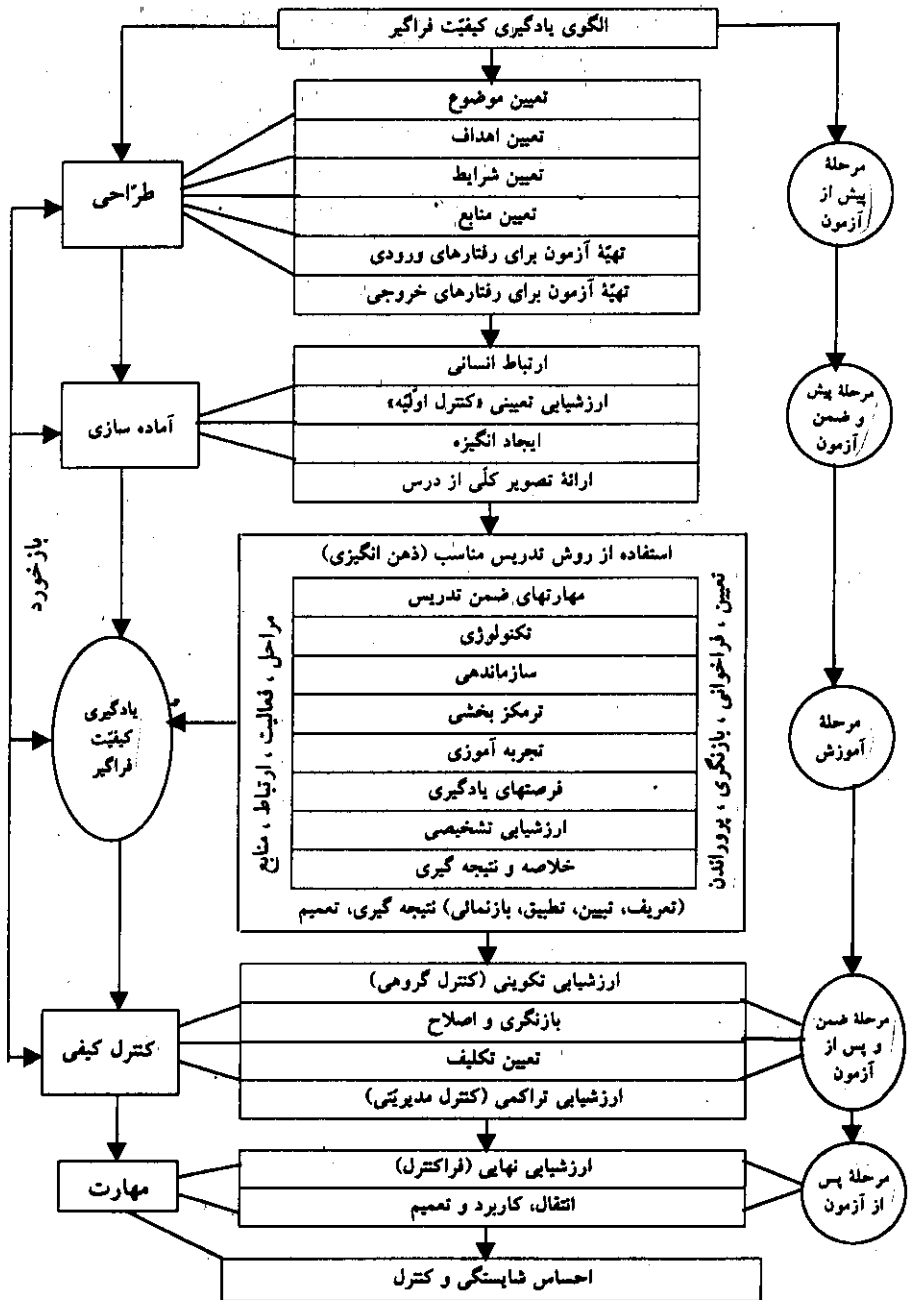 الگوی یادگیری کیفیّت فراگیر
تعیین موضوع
تعیین اهداف
تعیین شرایط
تعیین منابع
تهیّهٔ آزمون برای رفتارهای ورودی
تهیّهٔ آزمون برای رفتارهای خروجی
طرّاحی
مرحلهٔ
پیش از
آزمون
ارتباط انسانی
ارزشیابی تعیینی «کنترل اوّلیّه»
ایجاد انگیزه
ارائهٔ تصویر کلّی از درس
آماده سازی
مرحلهٔ پیش
و ضمن
آزمون
بازخورد
استفاده از روش تدریس مناسب (ذهن انگیزی)
مهارتهای ضمن تدریس
تکنولوژی
سازماندهی
ترمکز بخشی
تجربه آموزی
فرصتهای یادگیری
ارزشیابی تشخیصی
خلاصه و نتیجه گیری
تعیین، فراخوانی، بازنگری، پروراندن
مراحل، فعالیت، ارتباط، منابع
(تعریف، تبیین، تطبیق، بازنمائی) نتیجه گیری، تعمیم
یادگیری
کیفیّت
فراگیر
مرحلهٔ
آموزش
ارزشیابی تکوینی (کنترل گروهی)
بازنگری و اصلاح
تعیین تکلیف
ارزشیابی تراکمی (کنترل مدیریّتی)
کنترل کیفی
مرحلهٔ ضمن
و پس از
آزمون
ارزشیابی نهایی (فراکنترل)
انتقال، کاربرد و تعمیم
مهارت
مرحلهٔ پس
از آزمون
احساس شایستگی و کنترل